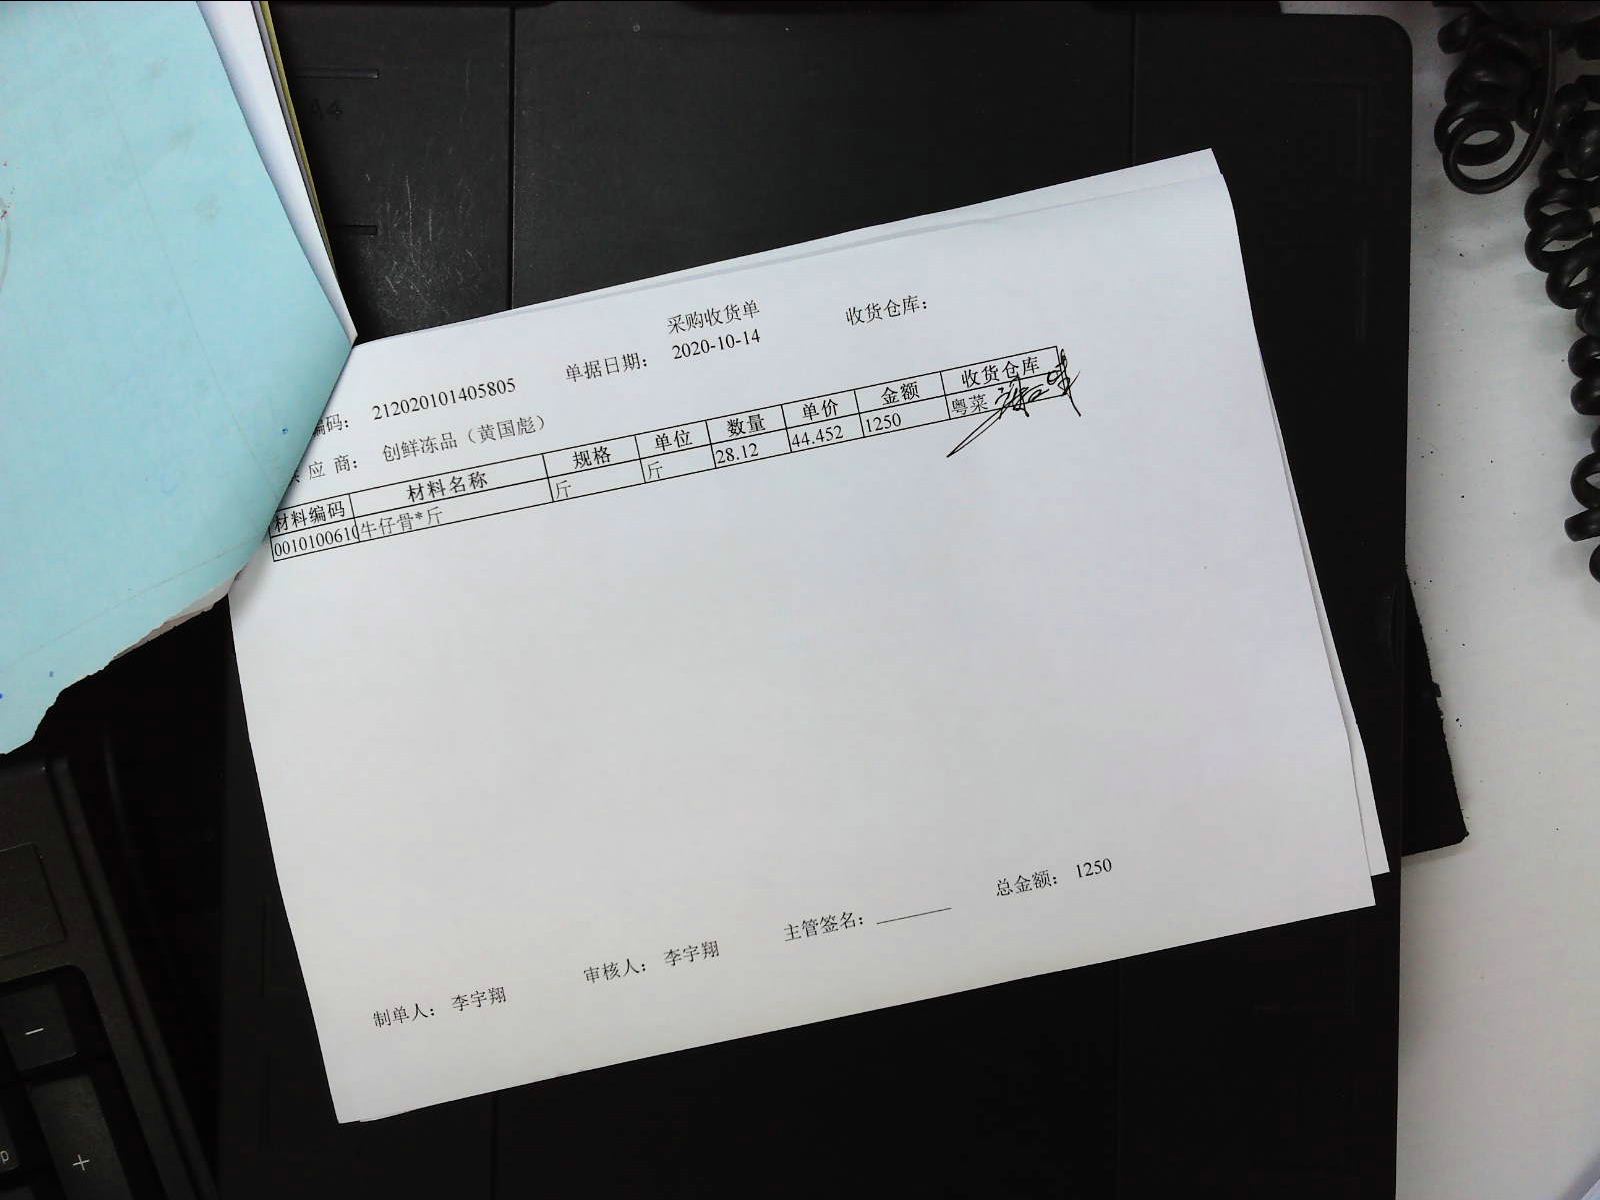 采购收货单
编码： 212020101405805 单据日期： 2020-10-14 收货仓库：
应 商： 创鲜冻品（黄国彪）
材料编码 材料名称 规格 单位 数量 单价 金额 收货仓库
0010100610 牛仔骨*斤 斤 斤 28.12 44.452 1250 粤菜
制单人： 李宇翔 审核人： 李宇翔 主管签名： 总金额： 1250
－
+